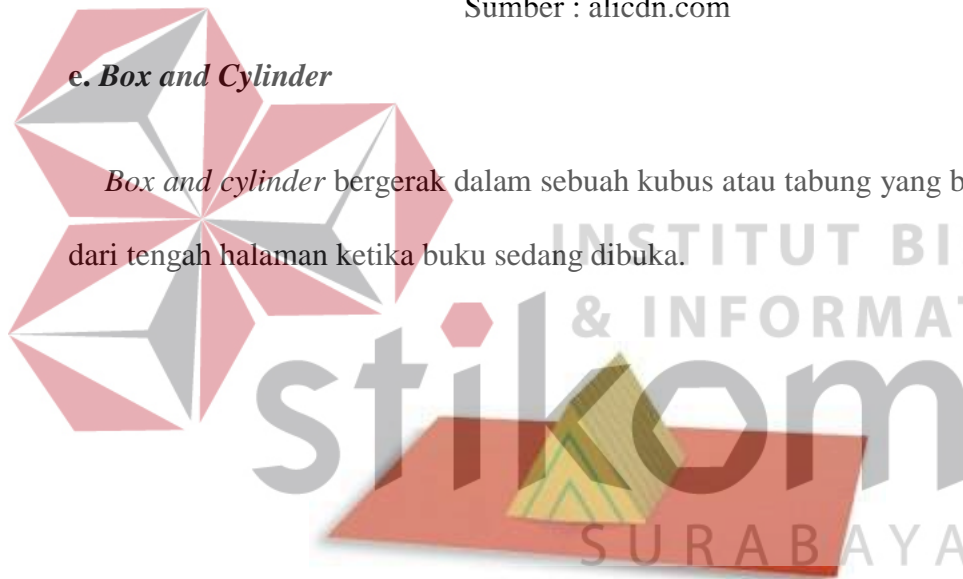 Sumber : alicdn.com
e. Box and Cylinder
Box and cylinder bergerak dalam sebuah kubus atau tabung yang
dari tengah halaman ketika buku sedang dibuka.
INSTITUT BI
& INFORMAT
stikom
SURABAYA